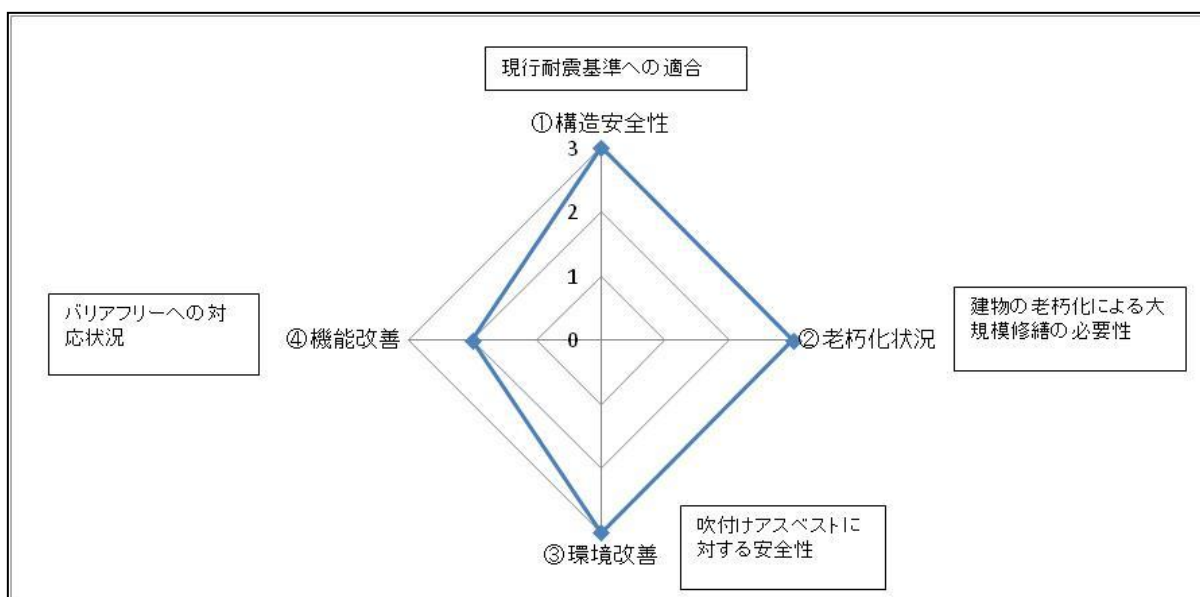 現行耐震基準への適合
①構造安全性
3
2
1
0
バリアフリーへの対
応状況
④機能改善
②老朽化状況
建物の老朽化による大
規模修繕の必要性
③環境改善
吹付けアスベストに
対する安全性